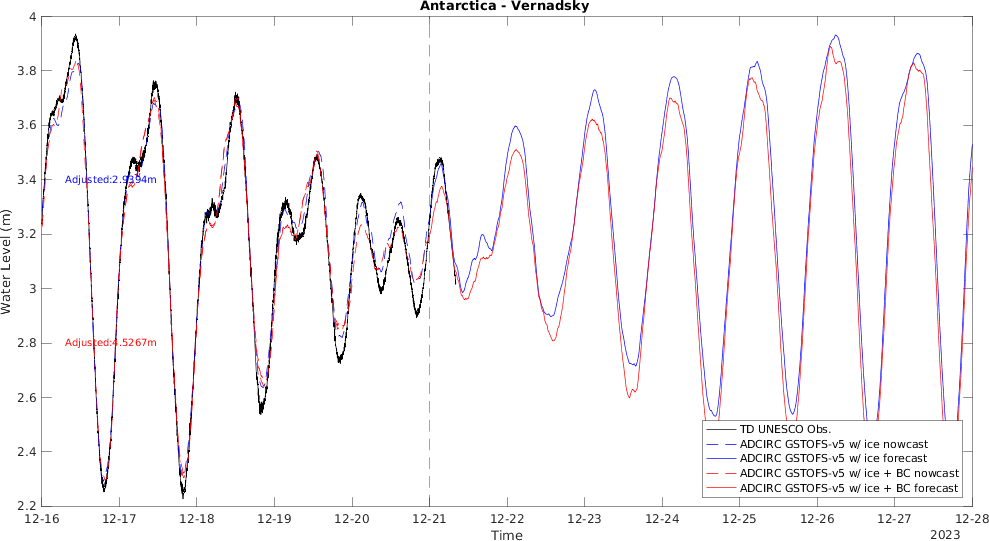 Antarctica - Vernadsky
4
3.8
3.6
3.4
3.2
3
2.8
2.6
2.4
2.2
Water Level (m)
Adjusted:2.9394m
Adjusted:4.5267m
TD UNESCO Obs.
ADCIRC GSTOFS-v5 w/ ice nowcast
ADCIRC GSTOFS-v5 w/ ice forecast
ADCIRC GSTOFS-v5 w/ ice + BC nowcast
ADCIRC GSTOFS-v5 w/ ice + BC forecast
12-16 12-17 12-18 12-19 12-20 12-21 12-22 12-23 12-24 12-25 12-26 12-27 12-28
Time
2023